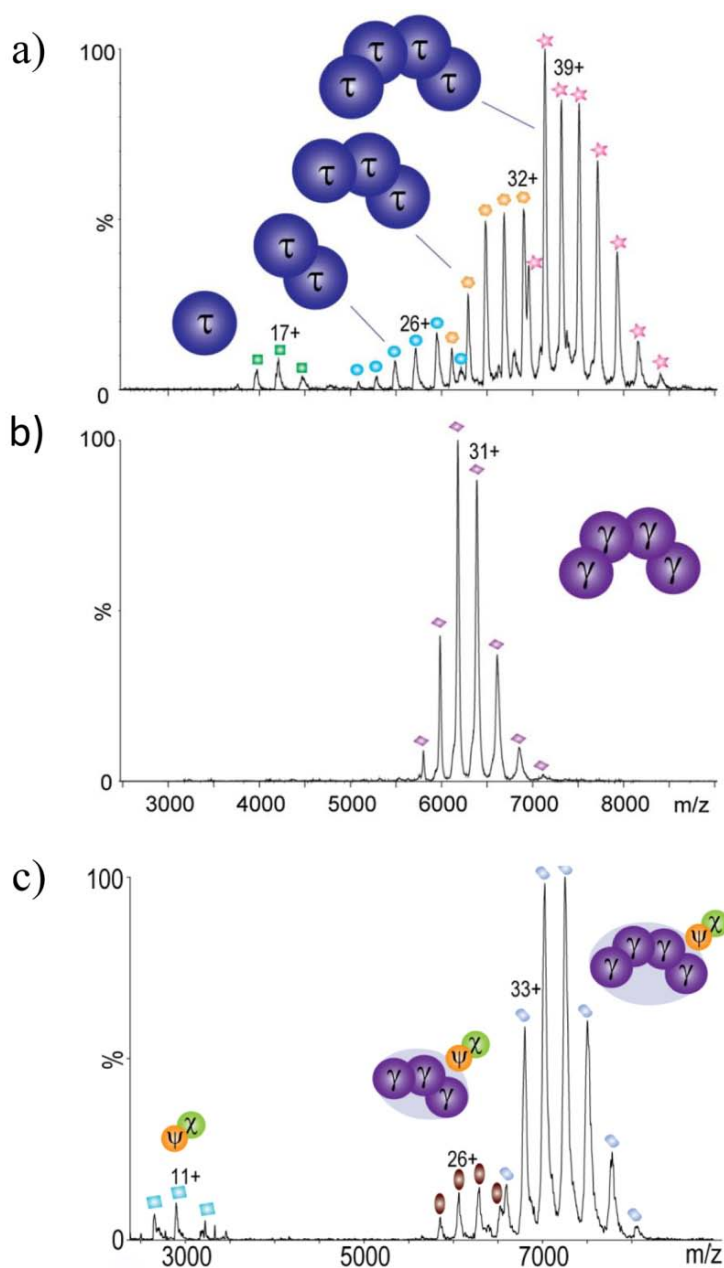 a)
100
%
0
τ
τ τ
τ τ τ
τ τ τ τ
17+
26+
32+
39+
b)
100
%
0
31+
γ γ γ γ
3000 4000 5000 6000 7000 8000 m/z
c)
100
%
0
ψ χ
11+
γ γ γ ψ χ
26+
33+
γ γ γ γ ψ χ
3000 5000 7000 m/z